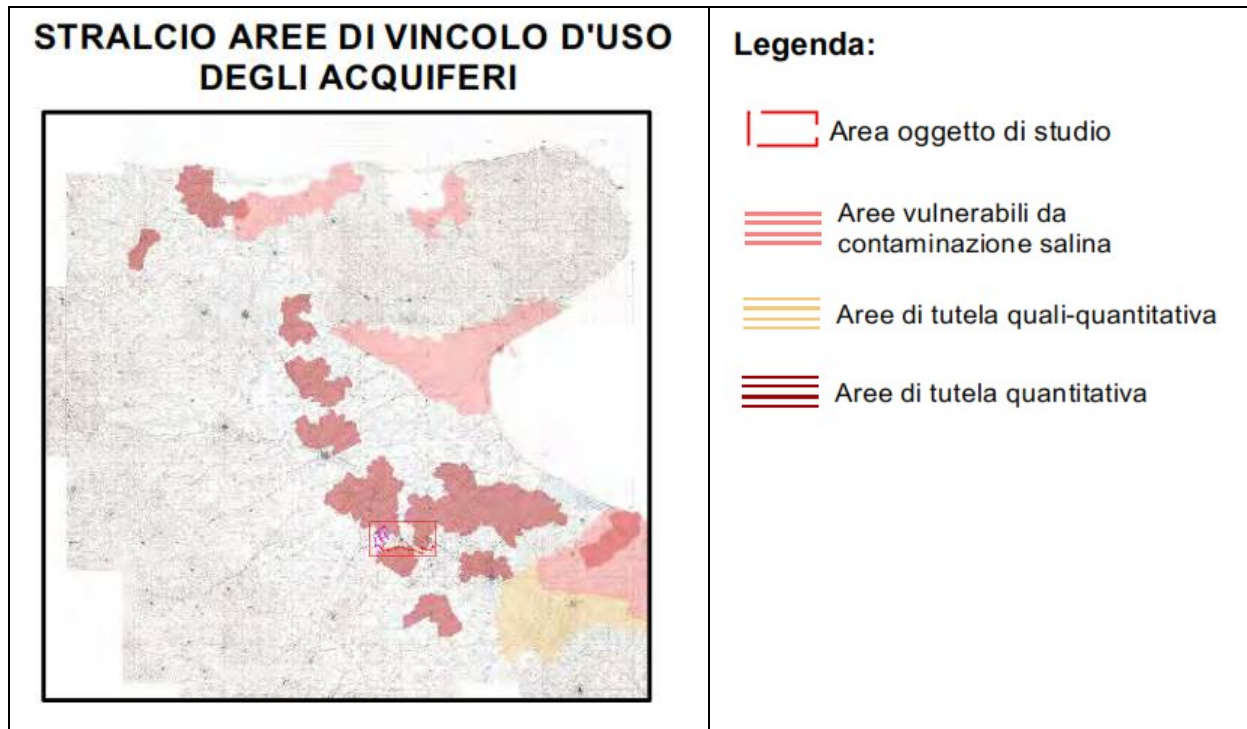 STRALCIO AREE DI VINCOLO D'USO
DEGLI ACQUIFERI
Legenda:
Area oggetto di studio
Aree vulnerabili da
contaminazione salina
Aree di tutela quali-quantitativa
Aree di tutela quantitativa